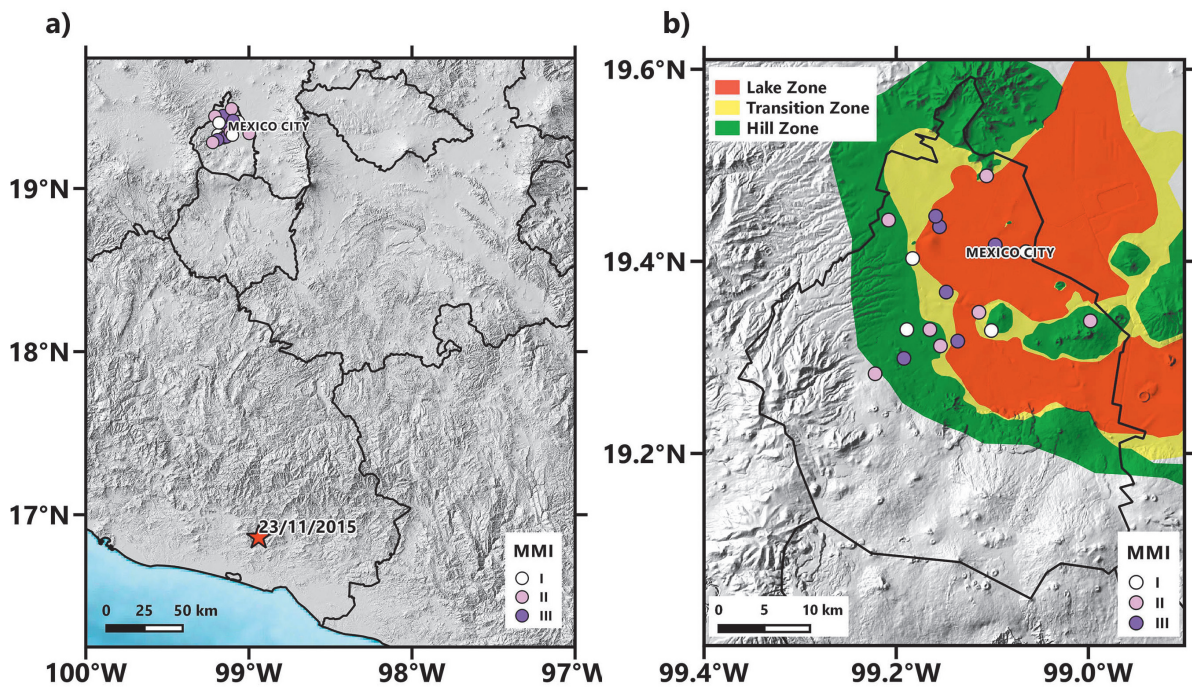 a)
MEXICO CITY
19°N
18°N
17°N
23/11/2015
MMI
I
II
III
0 25 50 km
100°W 99°W 98°W 97°W
b)
19.6°N
Lake Zone
Transition Zone
Hill Zone
19.4°N
MEXICO CITY
19.2°N
MMI
I
II
III
0 5 10 km
99.4°W 99.2°W 99.0°W